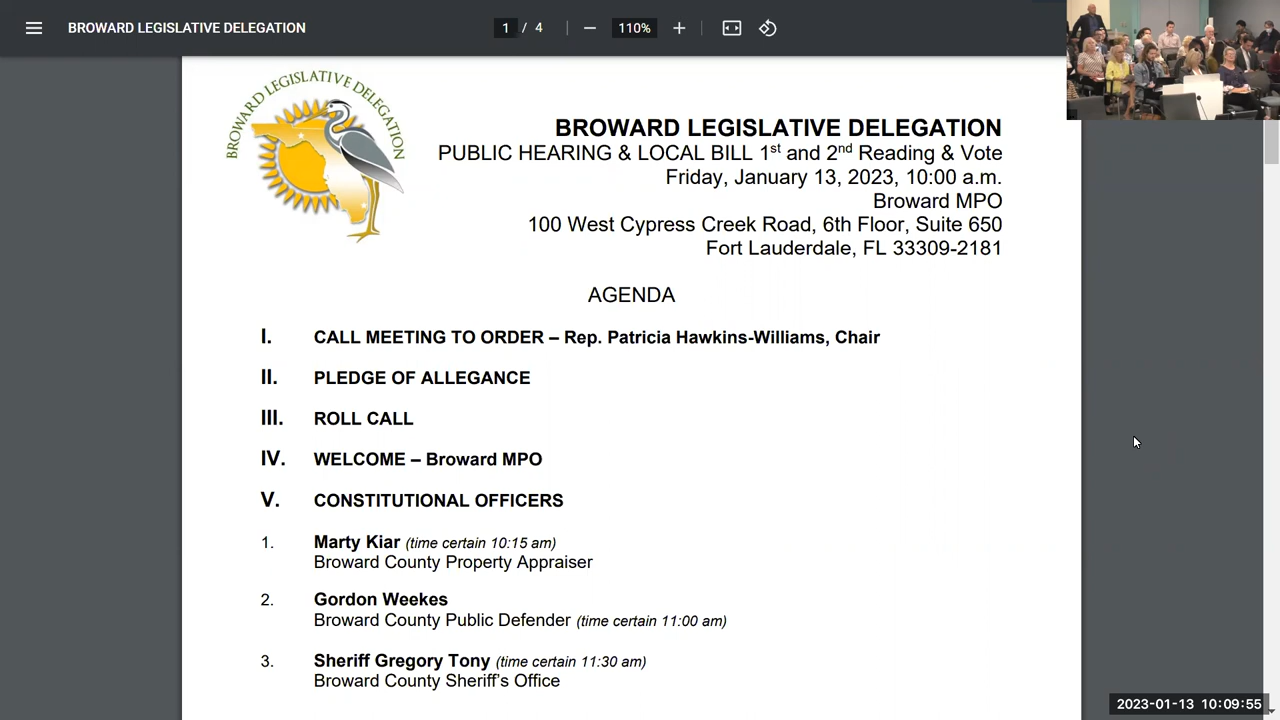 BROWARD LEGISLATIVE DELEGATION
1 / 4
110%
BROWARD LEGISLATIVE DELEGATION
BROWARD LEGISLATIVE DELEGATION
PUBLIC HEARING & LOCAL BILL 1st and 2nd Reading & Vote
Friday, January 13, 2023, 10:00 a.m.
Broward MPO
100 West Cypress Creek Road, 6th Floor, Suite 650
Fort Lauderdale, FL 33309-2181
AGENDA
I. CALL MEETING TO ORDER – Rep. Patricia Hawkins-Williams, Chair
II. PLEDGE OF ALLEGANCE
III. ROLL CALL
IV. WELCOME – Broward MPO
V. CONSTITUTIONAL OFFICERS
1. Marty Kiar (time certain 10:15 am)
Broward County Property Appraiser
2. Gordon Weekes
Broward County Public Defender (time certain 11:00 am)
3. Sheriff Gregory Tony (time certain 11:30 am)
Broward County Sheriff's Office
2023-01-13 10:09:55